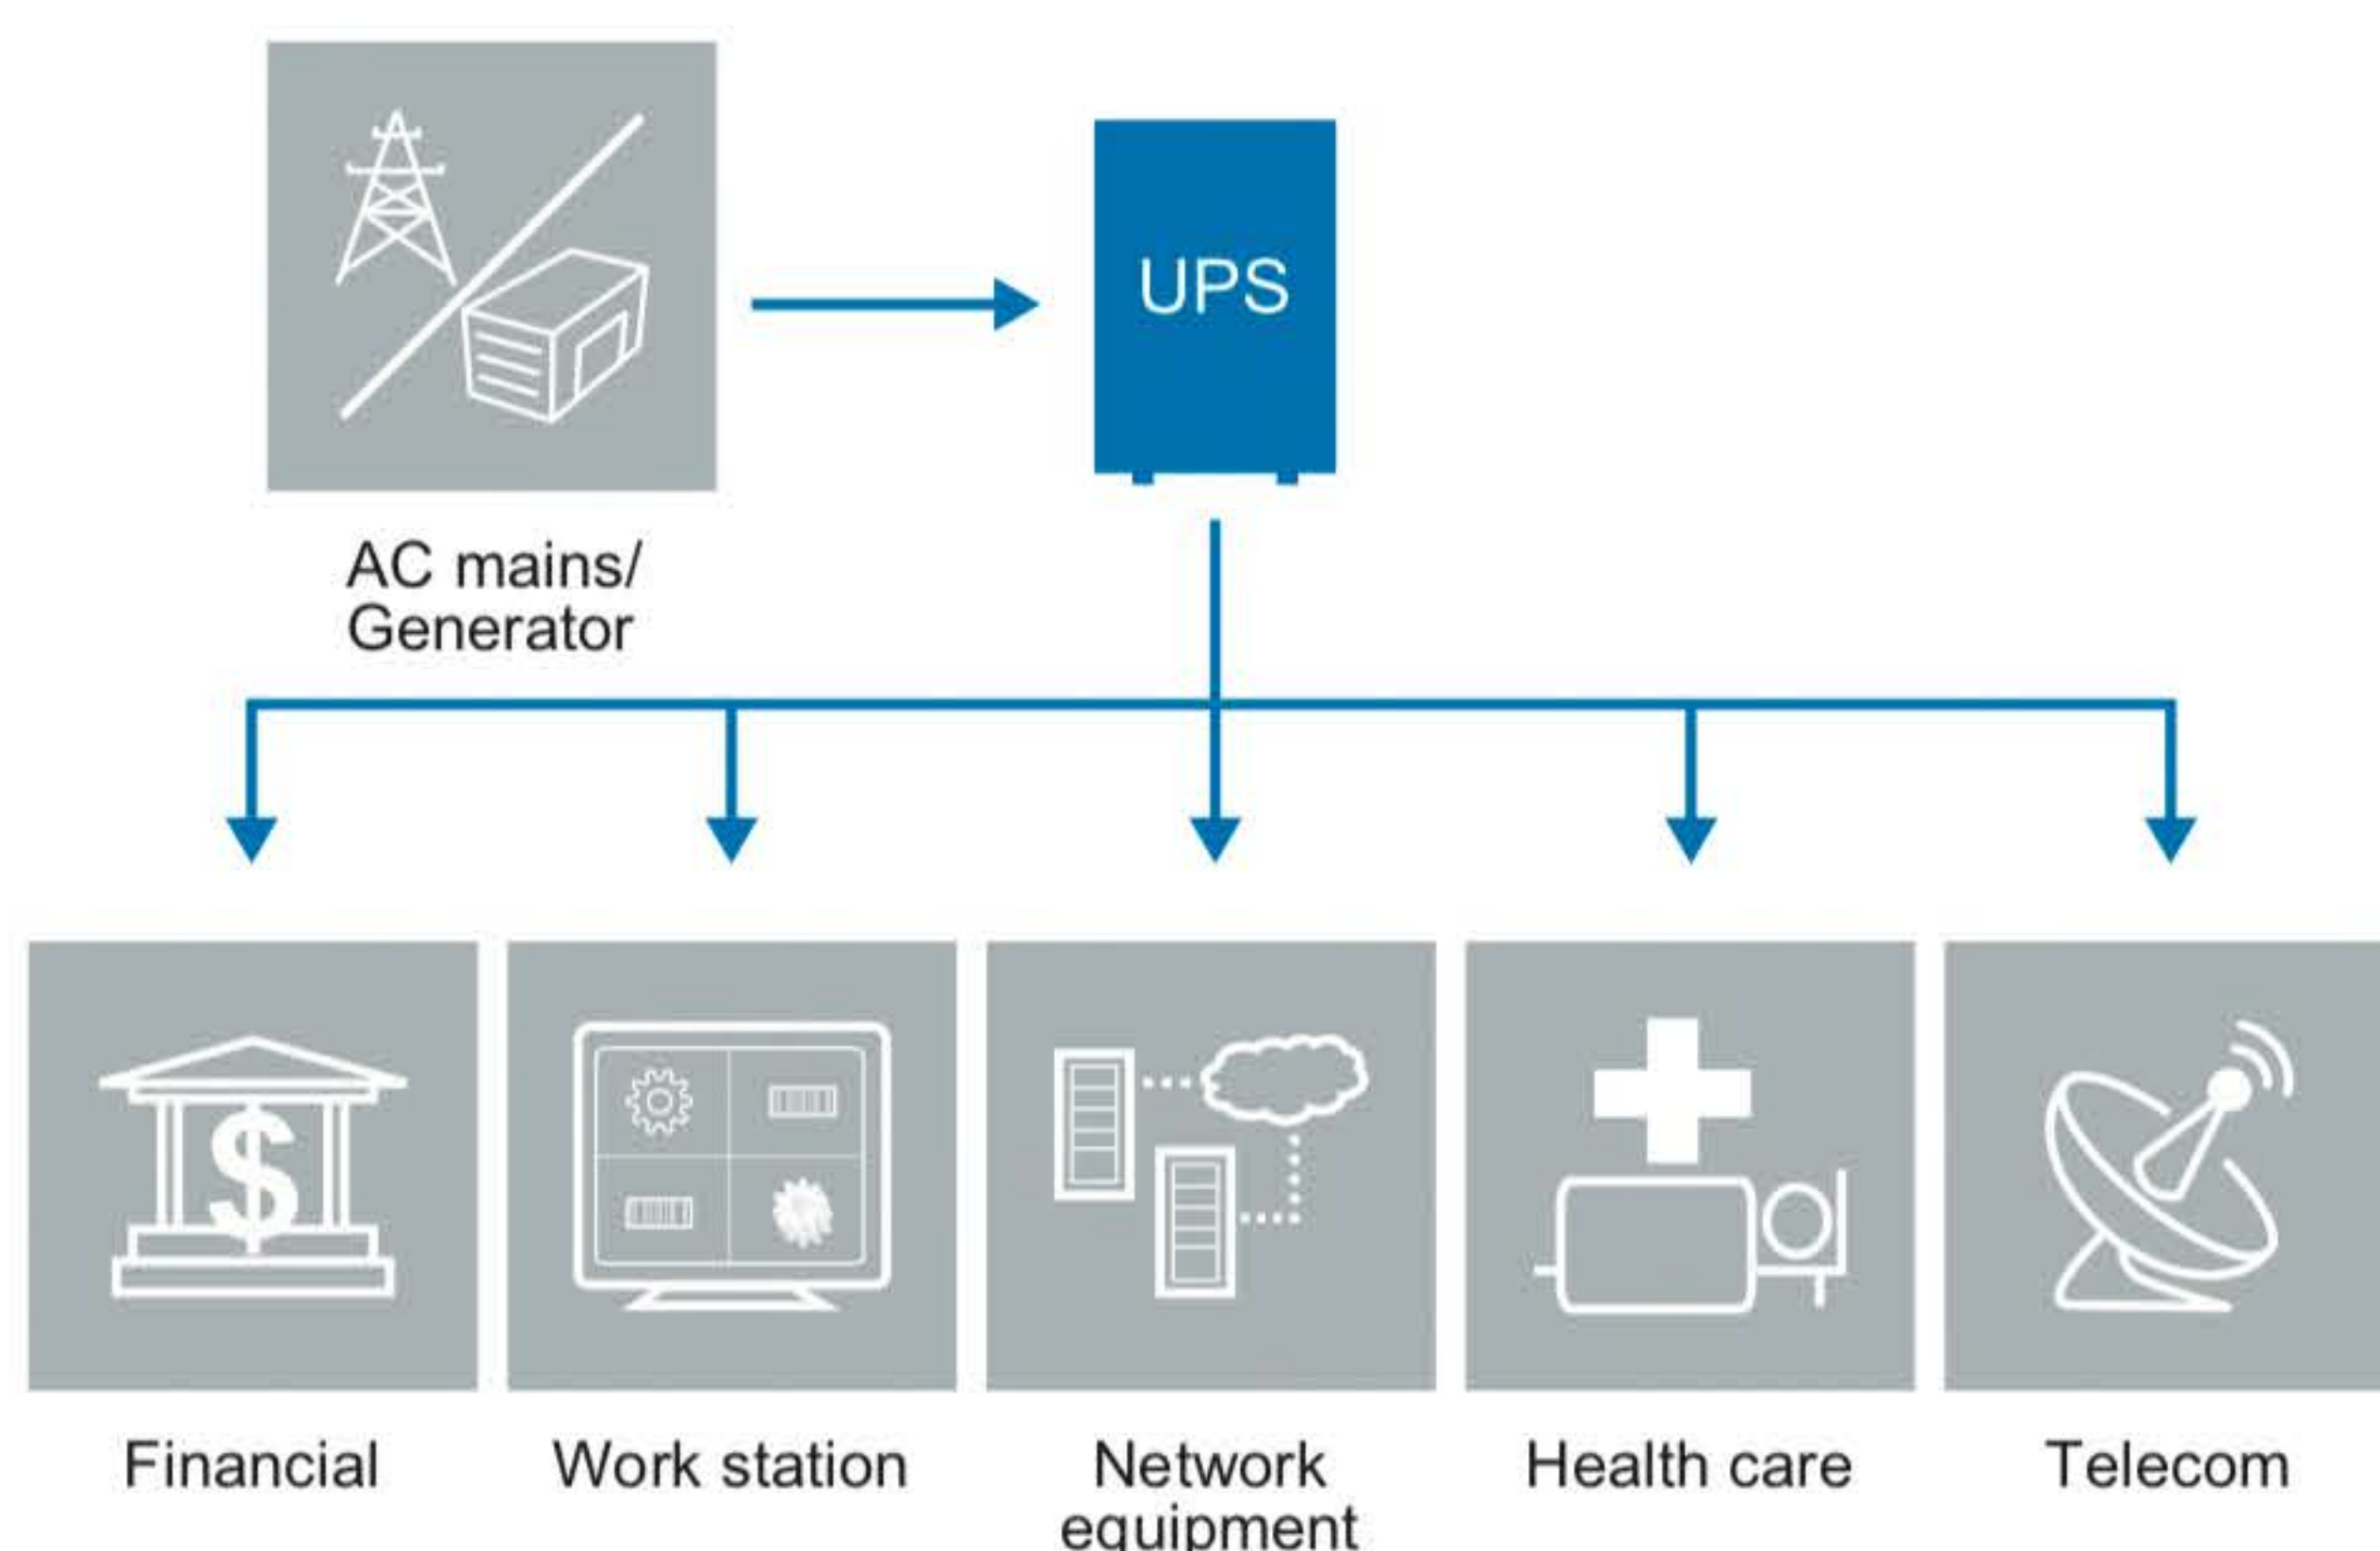 UPS
AC mains/
Generator
Financial
Work station
Network
equipment
Health care
Telecom
$